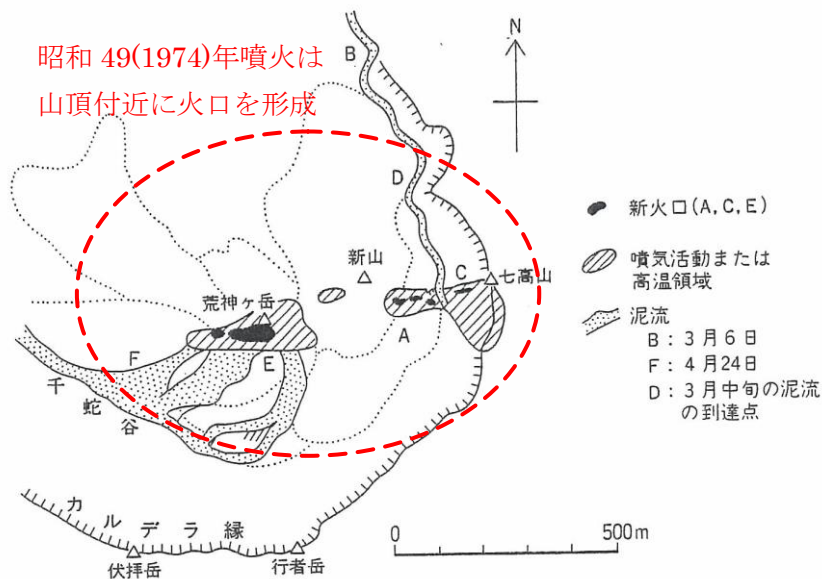 昭和 49(1974)年噴火は
山頂付近に火口を形成
N
B
D
新山
C
七高山
荒神ヶ岳
A
F
E
千蛇谷
カルデラ縁
伏拝岳
行者岳
0
500m
新火口(A,C,E)
噴気活動または
高温領域
泥流
B：３月６日
F：４月24日
D：３月中旬の泥流
の到達点